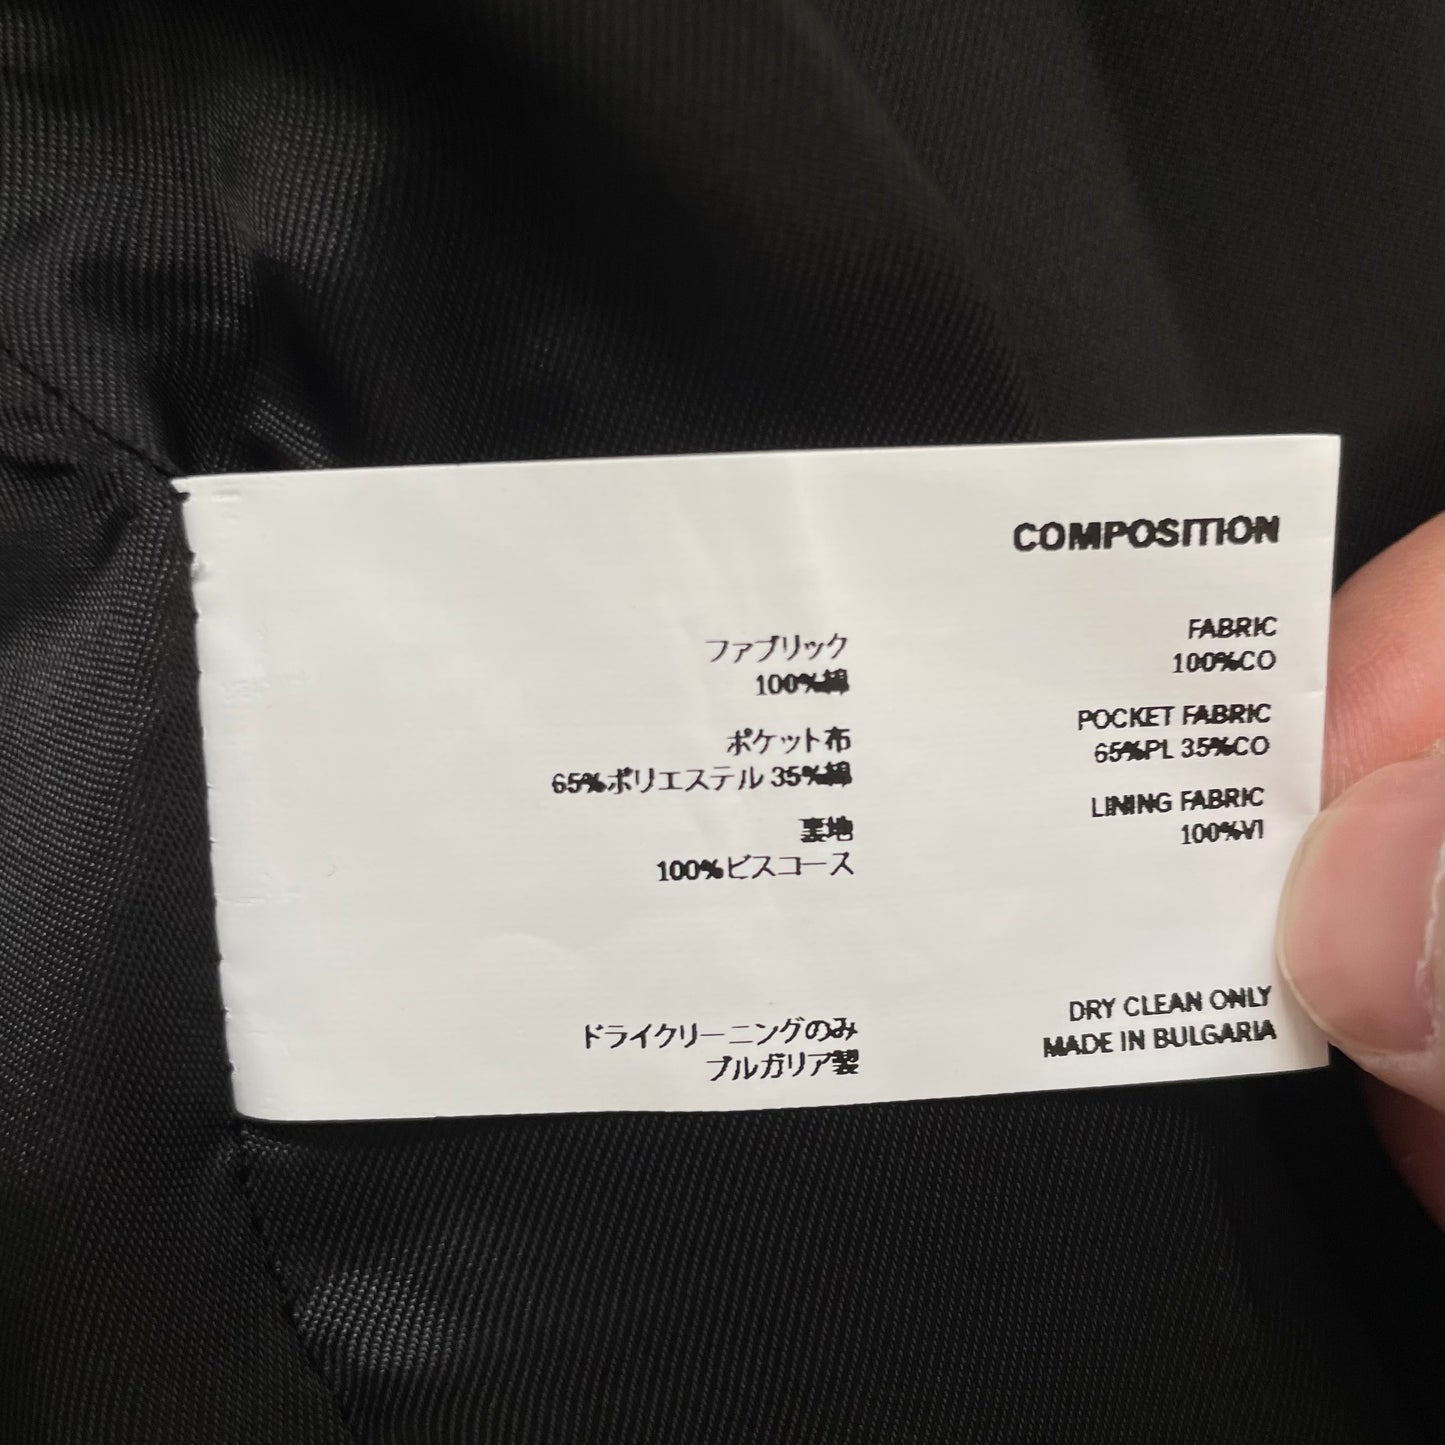 COMPOSITION
ファブリック
100%綿
ポケット布
65%ポリエステル 35%綿
裏地
100%ビスコース
ドライクリーニングのみ
ブルガリア製
FABRIC
100%CO
POCKET FABRIC
65%PL 35%CO
LINING FABRIC
100%VI
DRY CLEAN ONLY
MADE IN BULGARIA